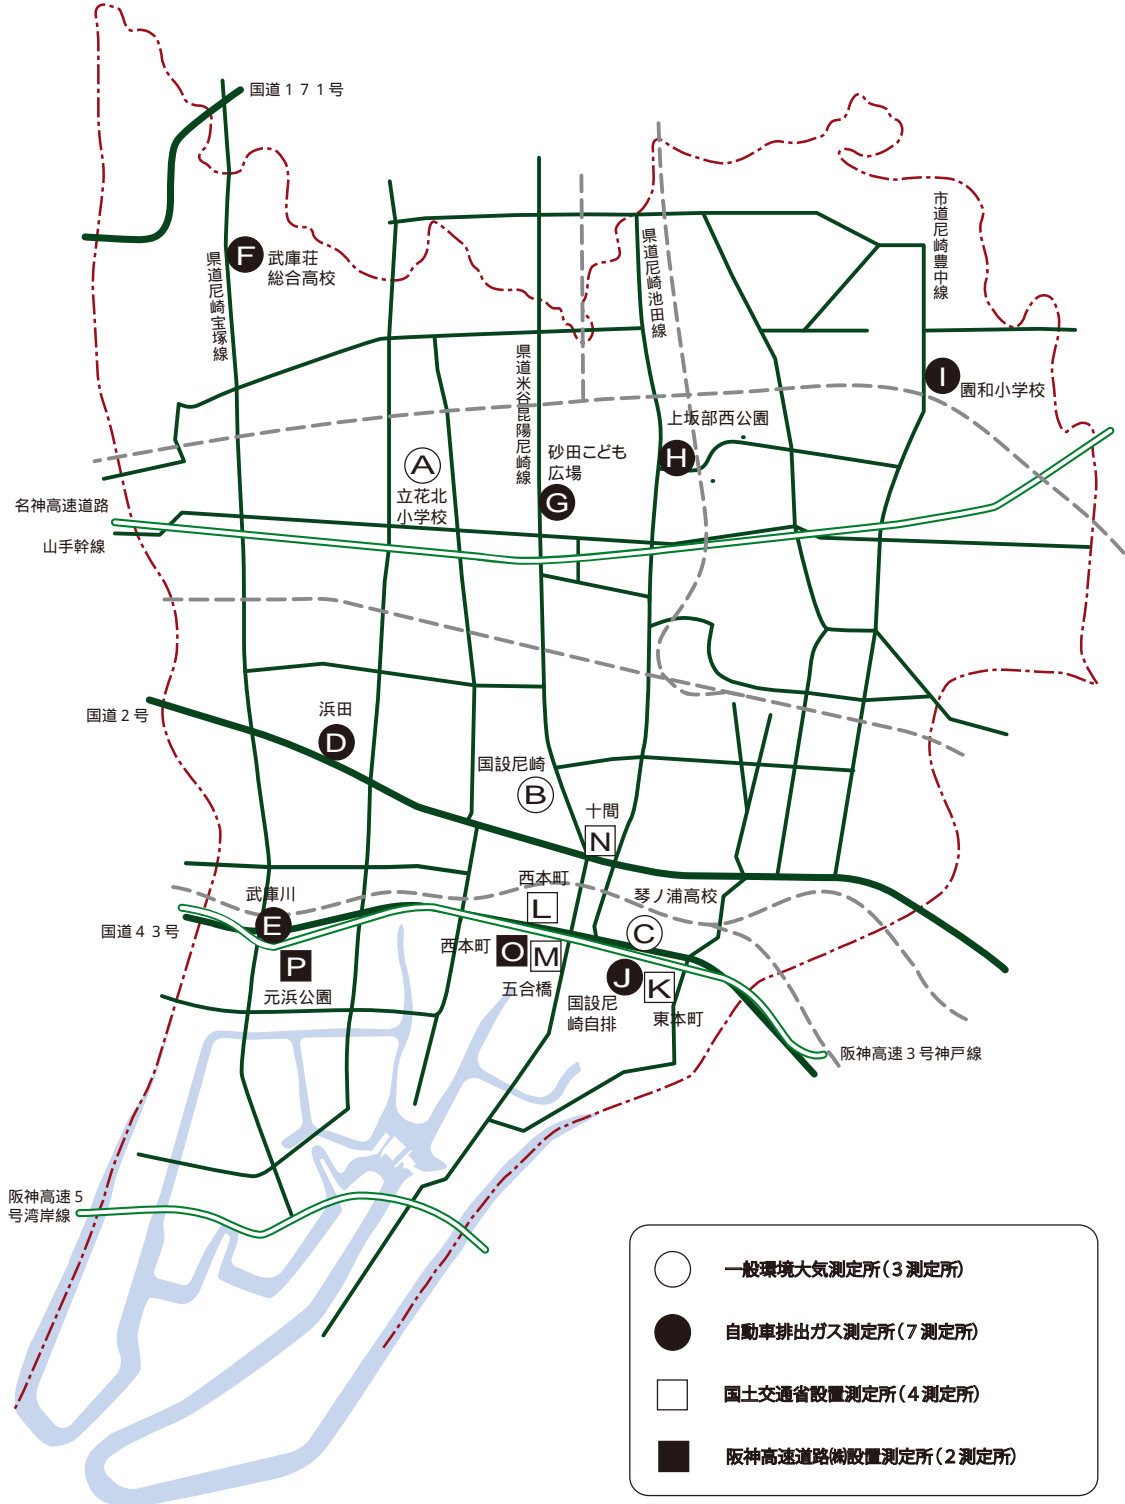 国道１７１号
市道尼崎豊中線
F
武庫荘
総合高校
県道尼崎宝塚線
県道尼崎池田線
県道米谷昆陽尼崎線
I
園和小学校
上坂部西公園
H
A
立花北
小学校
砂田こども
広場
G
名神高速道路
山手幹線
国道２号
浜田
D
国設尼崎
B
十間
N
武庫川
E
西本町
L
琴ノ浦高校
C
国道４３号
P
元浜公園
西本町
O
M
五合橋
J
国設尼
崎自排
K
東本町
阪神高速３号神戸線
阪神高速５
号湾岸線
一般環境大気測定所（３測定所）
自動車排出ガス測定所（７測定所）
国土交通省設置測定所（４測定所）
阪神高速道路㈱設置測定所（２測定所）